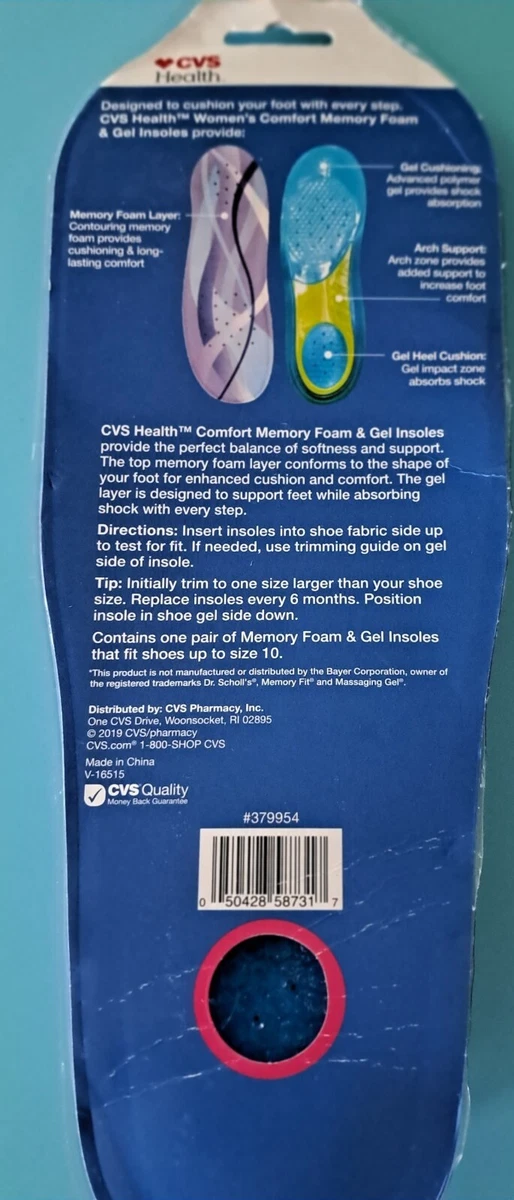 CVS
Health.
Designed to cushion your foot with every step.
CVS Health™ Women's Comfort Memory Foam
& Gel Insoles provide:
Memory Foam Layer:
Contouring memory
foam provides
cushioning & long-
lasting comfort
Gel Cushioning:
Advanced polymer
gel provides shock
absorption
Arch Support:
Arch zone provides
added support to
increase foot
comfort
Gel Heel Cushion:
Gel impact zone
absorbs shock
CVS Health™ Comfort Memory Foam & Gel Insoles
provide the perfect balance of softness and support.
The top memory foam layer conforms to the shape of
your foot for enhanced cushion and comfort. The gel
layer is designed to support feet while absorbing
shock with every step.
Directions: Insert insoles into shoe fabric side up
to test for fit. If needed, use trimming guide on gel
side of insole.
Tip: Initially trim to one size larger than your shoe
size. Replace insoles every 6 months. Position
insole in shoe gel side down.
Contains one pair of Memory Foam & Gel Insoles
that fit shoes up to size 10.
*This product is not manufactured or distributed by the Bayer Corporation, owner of
the registered trademarks Dr. Scholl's®, Memory Fit® and Massaging Gel®.
Distributed by: CVS Pharmacy, Inc.
One CVS Drive, Woonsocket, RI 02895
© 2019 CVS/pharmacy
CVS.com® 1-800-SHOP CVS
Made in China
V-16515
CVS Quality
Money Back Guarantee
#379954
0 50428 58731 7